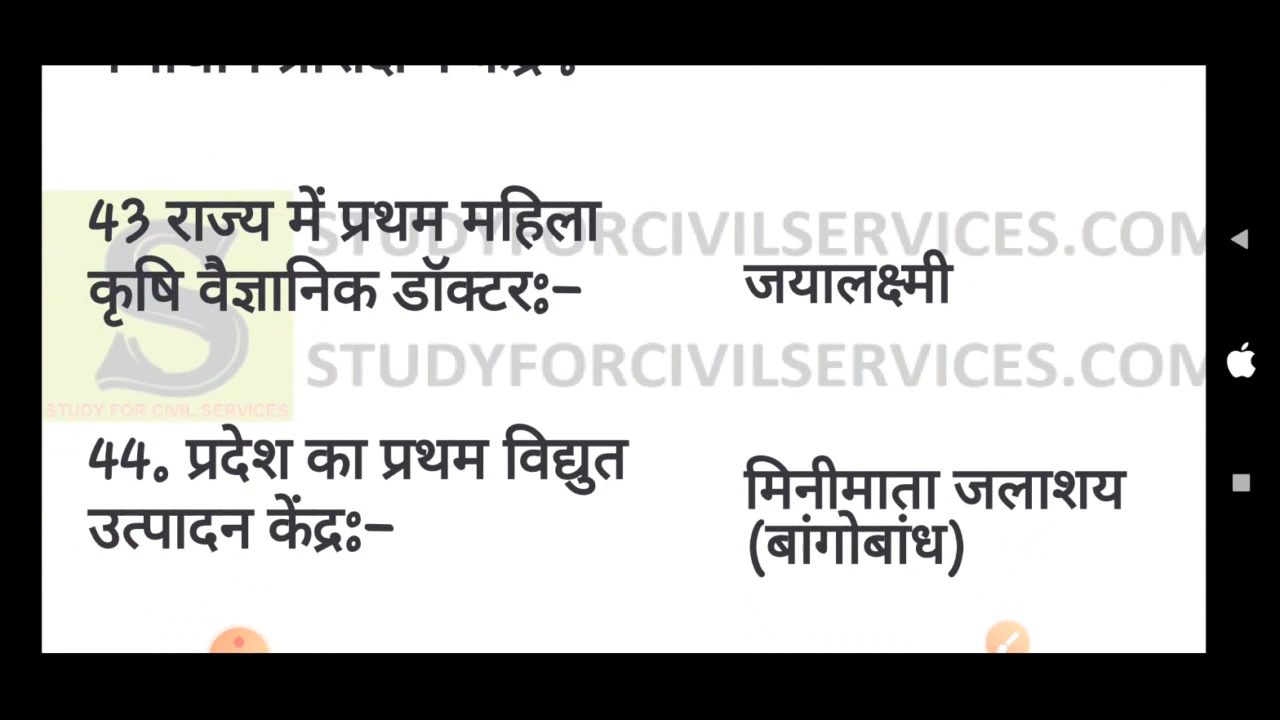 43 राज्य में प्रथम महिला
कृषि वैज्ञानिक डॉक्टर:-
जयालक्ष्मी
STUDYFORCIVILSERVICES.COM
STUDYFORCIVILSERVICES.COM
STUDY FOR CIVIL SERVICES
44. प्रदेश का प्रथम विद्युत
उत्पादन केंद्र:-
मिनीमाता जलाशय
(बांगोबांध)